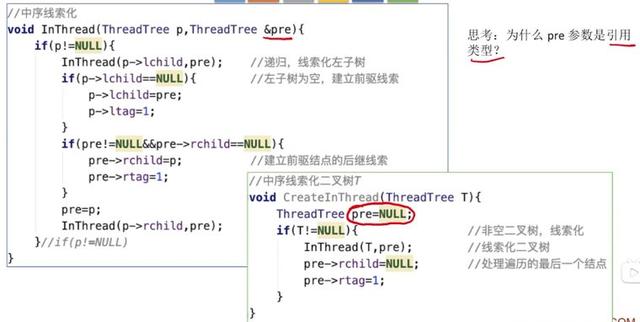 //中序线索化
void InThread(ThreadTree p,ThreadTree &pre){
if(p!=NULL){
InThread(p->lchild,pre); //递归，线索化左子树
if(p->lchild==NULL){ //左子树为空，建立前驱线索
p->lchild=pre;
p->ltag=1;
}
if(pre!=NULL&&pre->rchild==NULL){
pre->rchild=p; //建立前驱结点的后继线索
pre->rtag=1;
}
pre=p;
InThread(p->rchild,pre);
}//if(p!=NULL)
}
思考：为什么 pre 参数是引用
类型？
//中序线索化二叉树T
void CreateInThread(ThreadTree T){
ThreadTree pre=NULL;
if(T!=NULL){ //非空二叉树，线索化
InThread(T,pre); //线索化二叉树
pre->rchild=NULL; //处理遍历的最后一个结点
pre->rtag=1;
}
}